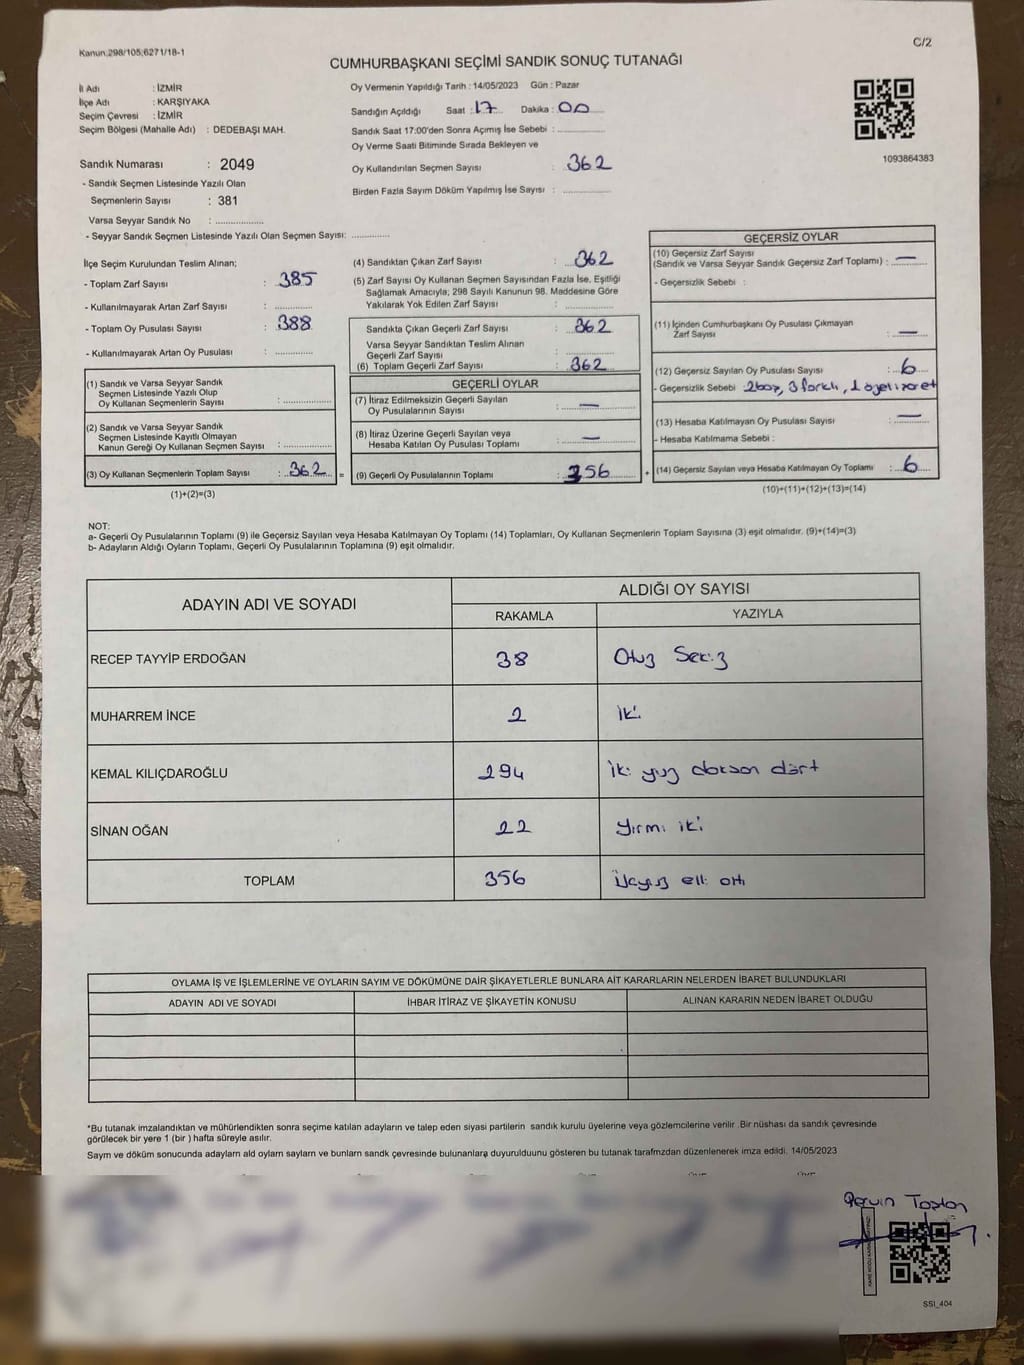 Kanun:298/105;6271/18-1
C/2
CUMHURBAŞKANI SEÇİMİ SANDIK SONUÇ TUTANAĞI
İl Adı : İZMİR
İlçe Adı : KARŞIYAKA
Seçim Çevresi : İZMİR
Seçim Bölgesi (Mahalle Adı) : DEDEBAŞI MAH.
Sandık Numarası : 2049
- Sandık Seçmen Listesinde Yazılı Olan
Seçmenlerin Sayısı : 381
Varsa Seyyar Sandık No : ..................
- Seyyar Sandık Seçmen Listesinde Yazılı Olan Seçmen Sayısı: ..............
Oy Vermenin Yapıldığı Tarih : 14/05/2023 Gün : Pazar
Sandığın Açıldığı Saat : 17 Dakika : 00
Sandık Saat 17:00'den Sonra Açımış İse Sebebi : ..................
Oy Verme Saati Bitiminde Sırada Bekleyen ve
Oy Kullandırılan Seçmen Sayısı : 362
Birden Fazla Sayım Döküm Yapılmış İse Sayısı : ..................
1093864383
İlçe Seçim Kurulundan Teslim Alınan;
- Toplam Zarf Sayısı : 385
- Kullanılmayarak Artan Zarf Sayısı : ..............
- Toplam Oy Pusulası Sayısı : 388
- Kullanılmayarak Artan Oy Pusulası : ..............
(1) Sandık ve Varsa Seyyar Sandık
Seçmen Listesinde Yazılı Olup
Oy Kullanan Seçmenlerin Sayısı : ..................
(2) Sandık ve Varsa Seyyar Sandık
Seçmen Listesinde Kayıtlı Olmayan
Kanun Gereği Oy Kullanan Seçmen Sayısı : ..................
(3) Oy Kullanan Seçmenlerin Toplam Sayısı : 362 =
(1)+(2)=(3)
(4) Sandıktan Çıkan Zarf Sayısı : 362
(5) Zarf Sayısı Oy Kullanan Seçmen Sayısından Fazla İse, Eşitliği
Sağlamak Amacıyla; 298 Sayılı Kanunun 98. Maddesine Göre
Yakılarak Yok Edilen Zarf Sayısı : ..................
Sandıkta Çıkan Geçerli Zarf Sayısı : 362
Varsa Seyyar Sandıktan Teslim Alınan
Geçerli Zarf Sayısı : ..................
(6) Toplam Geçerli Zarf Sayısı : 362
GEÇERLİ OYLAR
(7) İtiraz Edilmeksizin Geçerli Sayılan
Oy Pusulalarının Sayısı : —
(8) İtiraz Üzerine Geçerli Sayılan veya
Hesaba Katılan Oy Pusulası Toplamı : —
(9) Geçerli Oy Pusulalarının Toplamı : 356 +
GEÇERSİZ OYLAR
(10) Geçersiz Zarf Sayısı
(Sandık ve Varsa Seyyar Sandık Geçersiz Zarf Toplamı) : —
- Geçersizlik Sebebi :
(11) İçinden Cumhurbaşkanı Oy Pusulası Çıkmayan
Zarf Sayısı : —
(12) Geçersiz Sayılan Oy Pusulası Sayısı : 6
- Geçersizlik Sebebi : 2boz, 3 farklı, 1 özel işaret
(13) Hesaba Katılmayan Oy Pusulası Sayısı : —
- Hesaba Katılmama Sebebi :
(14) Geçersiz Sayılan veya Hesaba Katılmayan Oy Toplamı : 6
(10)+(11)+(12)+(13)=(14)
NOT:
a- Geçerli Oy Pusulalarının Toplamı (9) ile Geçersiz Sayılan veya Hesaba Katılmayan Oy Toplamı (14) Toplamları, Oy Kullanan Seçmenlerin Toplam Sayısına (3) eşit olmalıdır. (9)+(14)=(3)
b- Adayların Aldığı Oyların Toplamı, Geçerli Oy Pusulalarının Toplamına (9) eşit olmalıdır.
ADAYIN ADI VE SOYADI
ALDIĞI OY SAYISI
RAKAMLA YAZIYLA
RECEP TAYYİP ERDOĞAN 38 Otuz Sekiz
MUHARREM İNCE 2 iki
KEMAL KILIÇDAROĞLU 294 iki yuz doksan dört
SİNAN OĞAN 22 Yirmi iki
TOPLAM 356 üçyüz elli altı
OYLAMA İŞ VE İŞLEMLERİNE VE OYLARIN SAYIM VE DÖKÜMÜNE DAİR ŞİKAYETLERLE BUNLARA AİT KARARLARIN NELERDEN İBARET BULUNDUKLARI
ADAYIN ADI VE SOYADI İHBAR İTİRAZ VE ŞİKAYETİN KONUSU ALINAN KARARIN NEDEN İBARET OLDUĞU
*Bu tutanak imzalandıktan ve mühürlendikten sonra seçime katılan adayların ve talep eden siyasi partilerin sandık kurulu üyelerine veya gözlemcilerine verilir .Bir nüshası da sandık çevresinde
görülecek bir yere 1 (bir ) hafta süreyle asılır.
Sayım ve döküm sonucunda adayların ald oyların sayların ve bunların sandk çevresinde bulunanlara duyurulduunu gösteren bu tutanak tarafmzdan düzenlenerek imza edildi. 14/05/2023
SSI_404